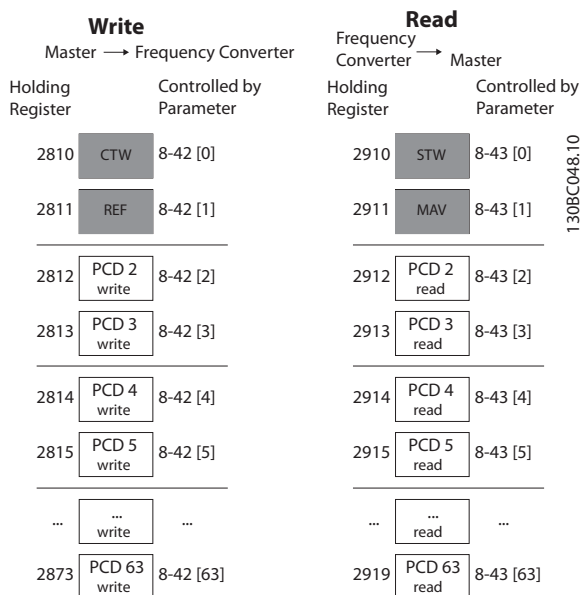 Write
Master → Frequency Converter
Holding Register
Controlled by Parameter
2810 CTW 8-42 [0]
2811 REF 8-42 [1]
2812 PCD 2 write 8-42 [2]
2813 PCD 3 write 8-42 [3]
2814 PCD 4 write 8-42 [4]
2815 PCD 5 write 8-42 [5]
... ... write ...
2873 PCD 63 write 8-42 [63]
Read
Frequency Converter → Master
Holding Register
Controlled by Parameter
2910 STW 8-43 [0]
2911 MAV 8-43 [1]
2912 PCD 2 read 8-43 [2]
2913 PCD 3 read 8-43 [3]
2914 PCD 4 read 8-43 [4]
2915 PCD 5 read 8-43 [5]
... ... read ...
2919 PCD 63 read 8-43 [63]
130BC048.10